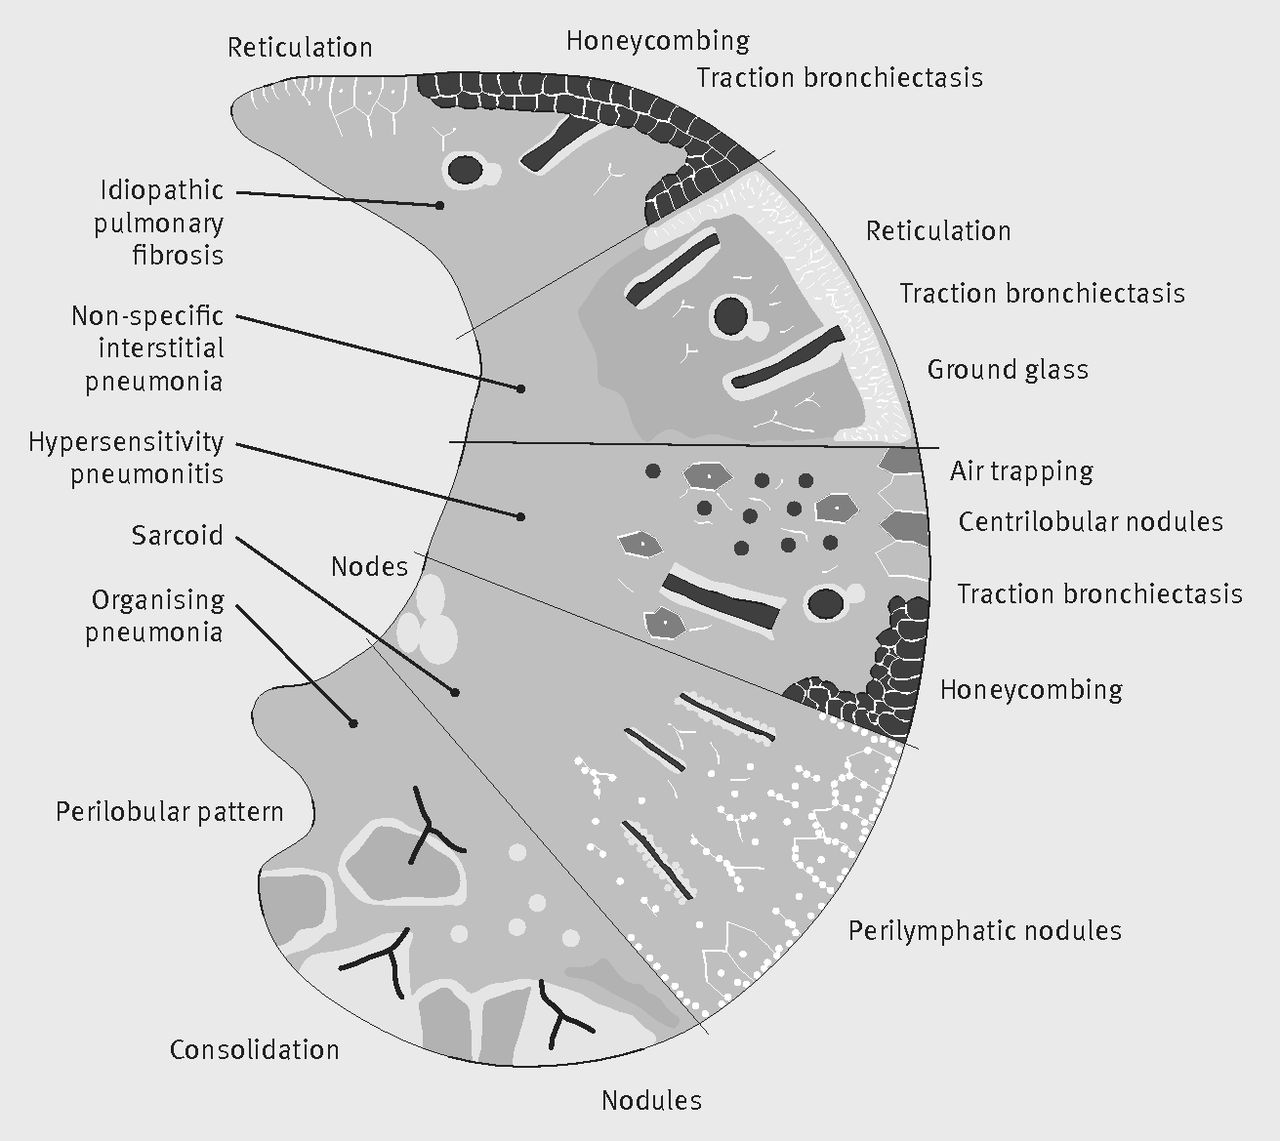 Reticulation
Honeycombing
Traction bronchiectasis
Idiopathic
pulmonary
fibrosis
Non-specific
interstitial
pneumonia
Hypersensitivity
pneumonitis
Sarcoid
Nodes
Organising
pneumonia
Reticulation
Traction bronchiectasis
Ground glass
Air trapping
Centrilobular nodules
Traction bronchiectasis
Honeycombing
Perilobular pattern
Perilymphatic nodules
Consolidation
Nodules